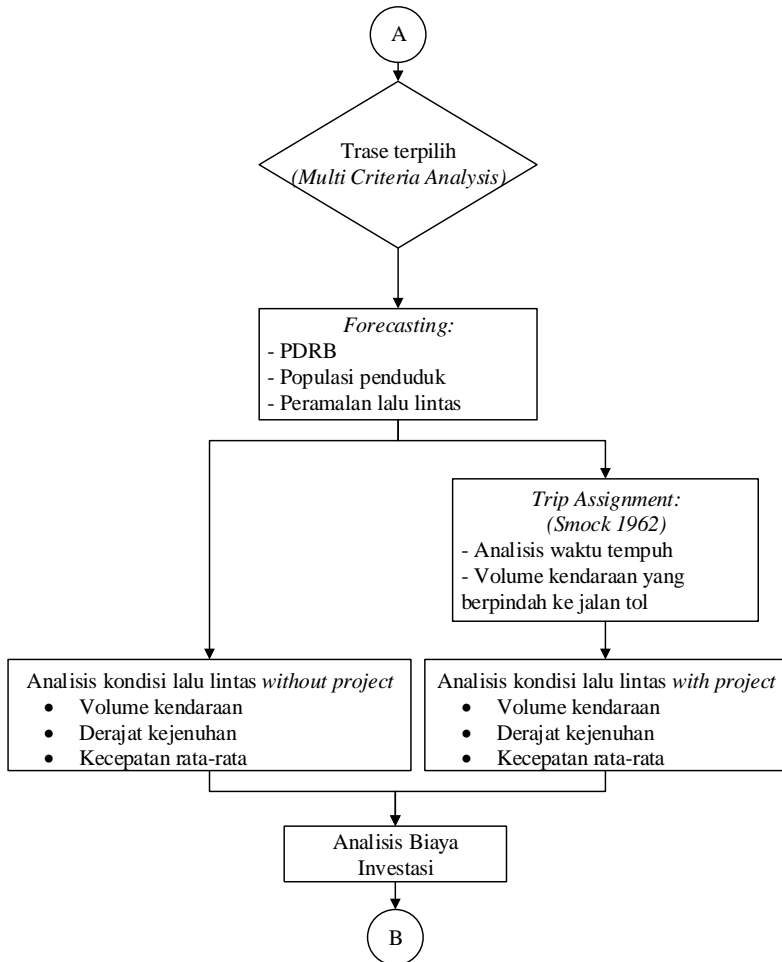 A
Trase terpilih
(Multi Criteria Analysis)
Forecasting:
- PDRB
- Populasi penduduk
- Peramalan lalu lintas
Trip Assignment:
(Smock 1962)
- Analisis waktu tempuh
- Volume kendaraan yang
berpindah ke jalan tol
Analisis kondisi lalu lintas without project
• Volume kendaraan
• Derajat kejenuhan
• Kecepatan rata-rata
Analisis kondisi lalu lintas with project
• Volume kendaraan
• Derajat kejenuhan
• Kecepatan rata-rata
Analisis Biaya
Investasi
B